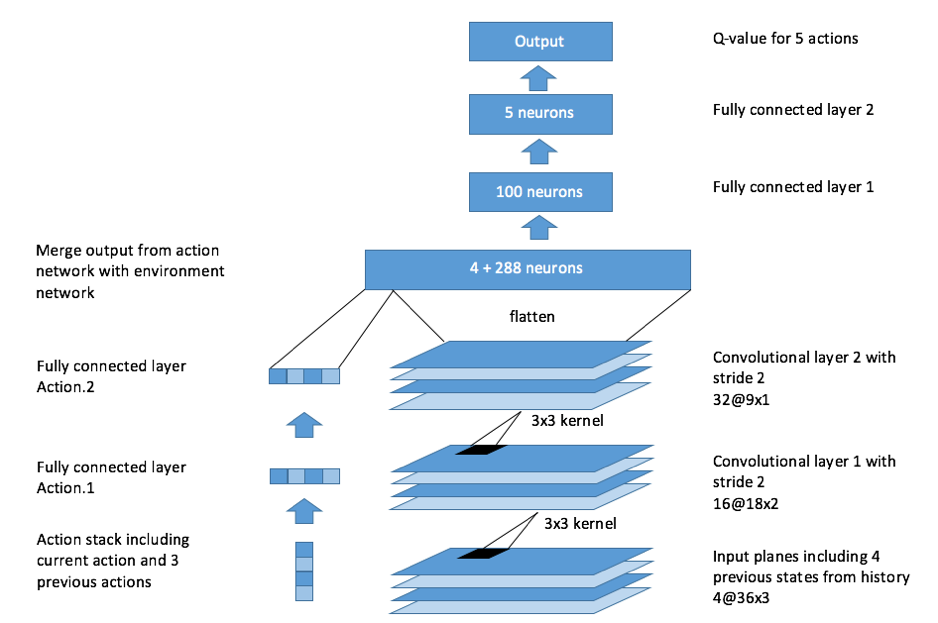 Output
Q-value for 5 actions
5 neurons
Fully connected layer 2
100 neurons
Fully connected layer 1
Merge output from action
network with environment
network
4 + 288 neurons
flatten
Fully connected layer
Action.2
Convolutional layer 2 with
stride 2
32@9x1
3x3 kernel
Fully connected layer
Action.1
Convolutional layer 1 with
stride 2
16@18x2
3x3 kernel
Action stack including
current action and 3
previous actions
Input planes including 4
previous states from history
4@36x3